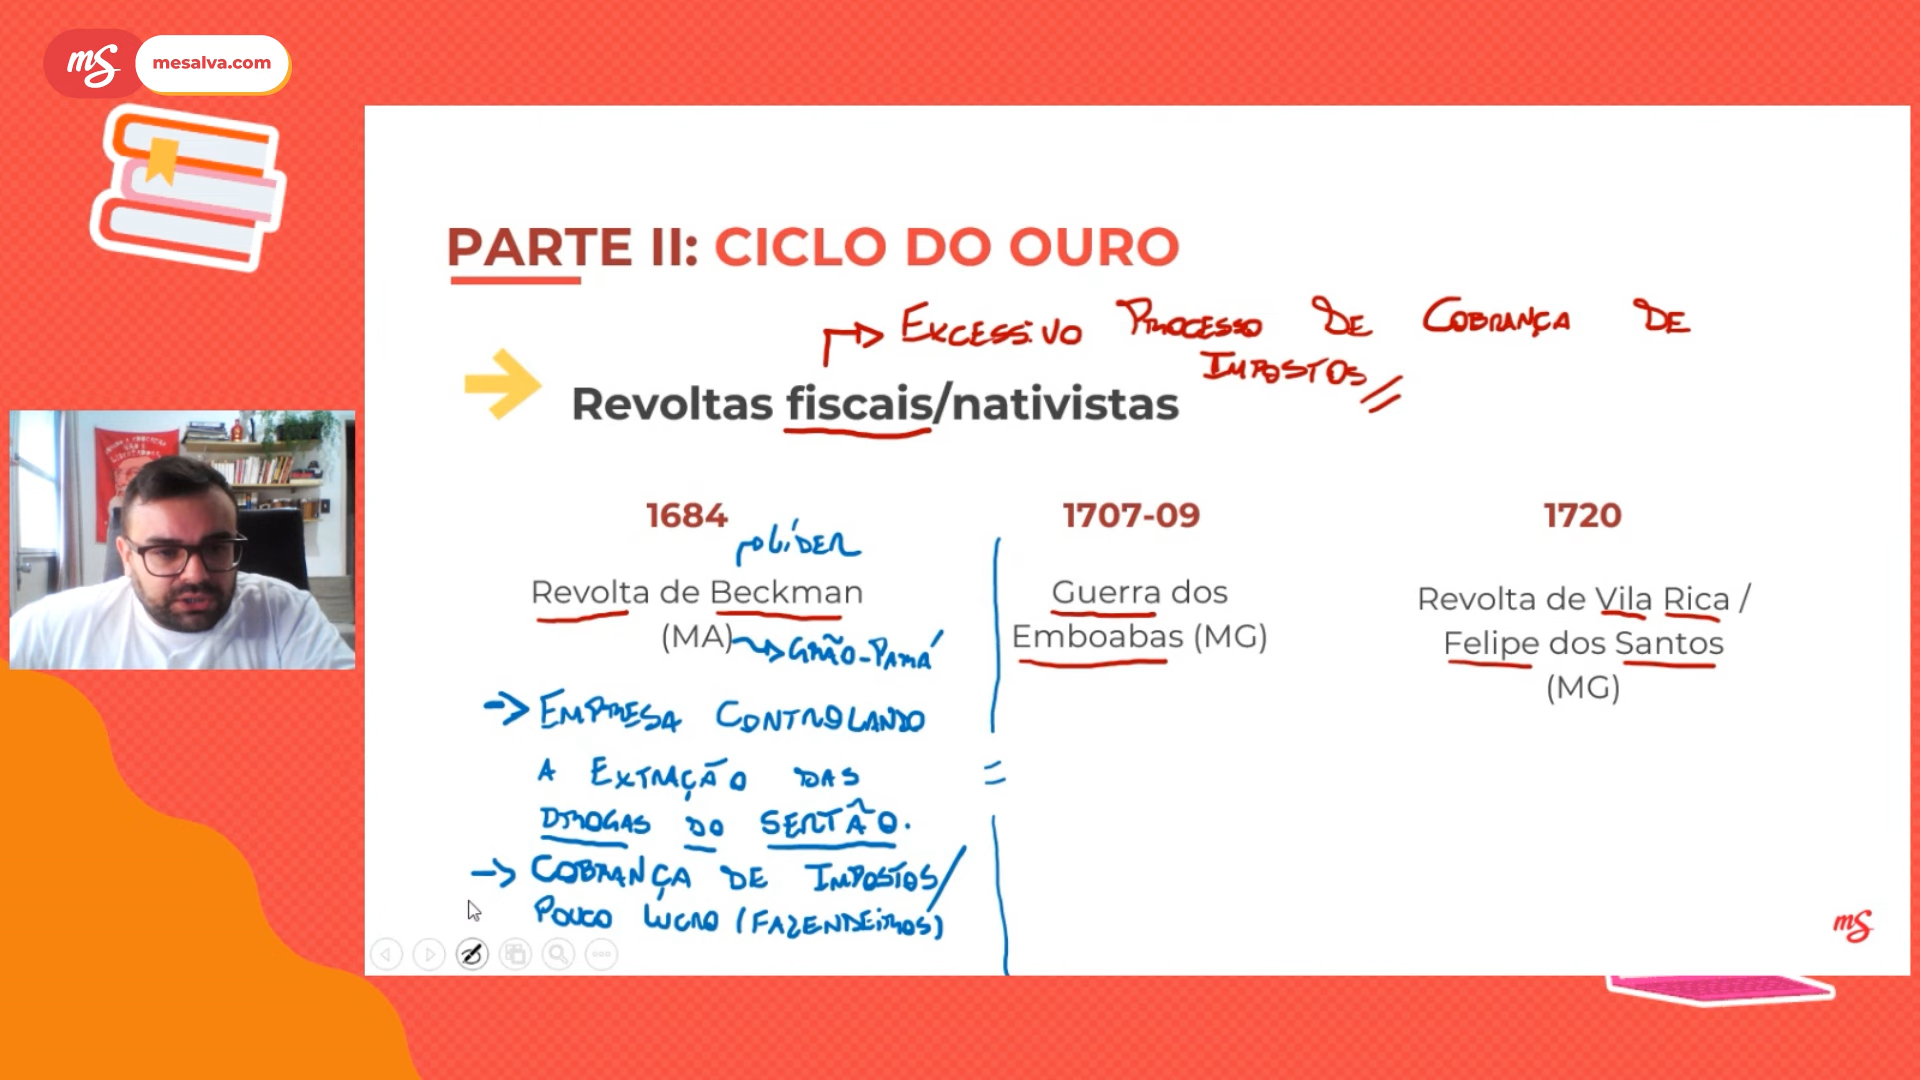 mS mesalva.com
PARTE II: CICLO DO OURO
EXCESSIVO PROCESSO DE COBRANÇA DE
IMPOSTOS
Revoltas fiscais/nativistas
1684
LÍDER
Revolta de Beckman
(MA) GRÃO-PARÁ
EMPRESA CONTROLANDO
A EXTRAÇÃO DAS
DROGAS DO SERTÃO.
COBRANÇA DE IMPOSTOS/
POUCO LUCRO (FAZENDEIROS)
1707-09
Guerra dos
Emboabas (MG)
1720
Revolta de Vila Rica /
Felipe dos Santos
(MG)
mS